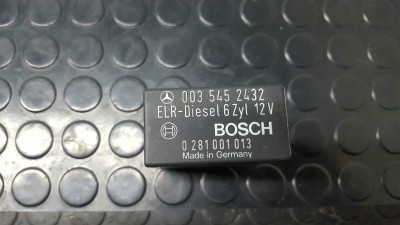 003 545 2432
ELR-Diesel 6Zyl 12V
BOSCH
0 281 001 013
Made in Germany